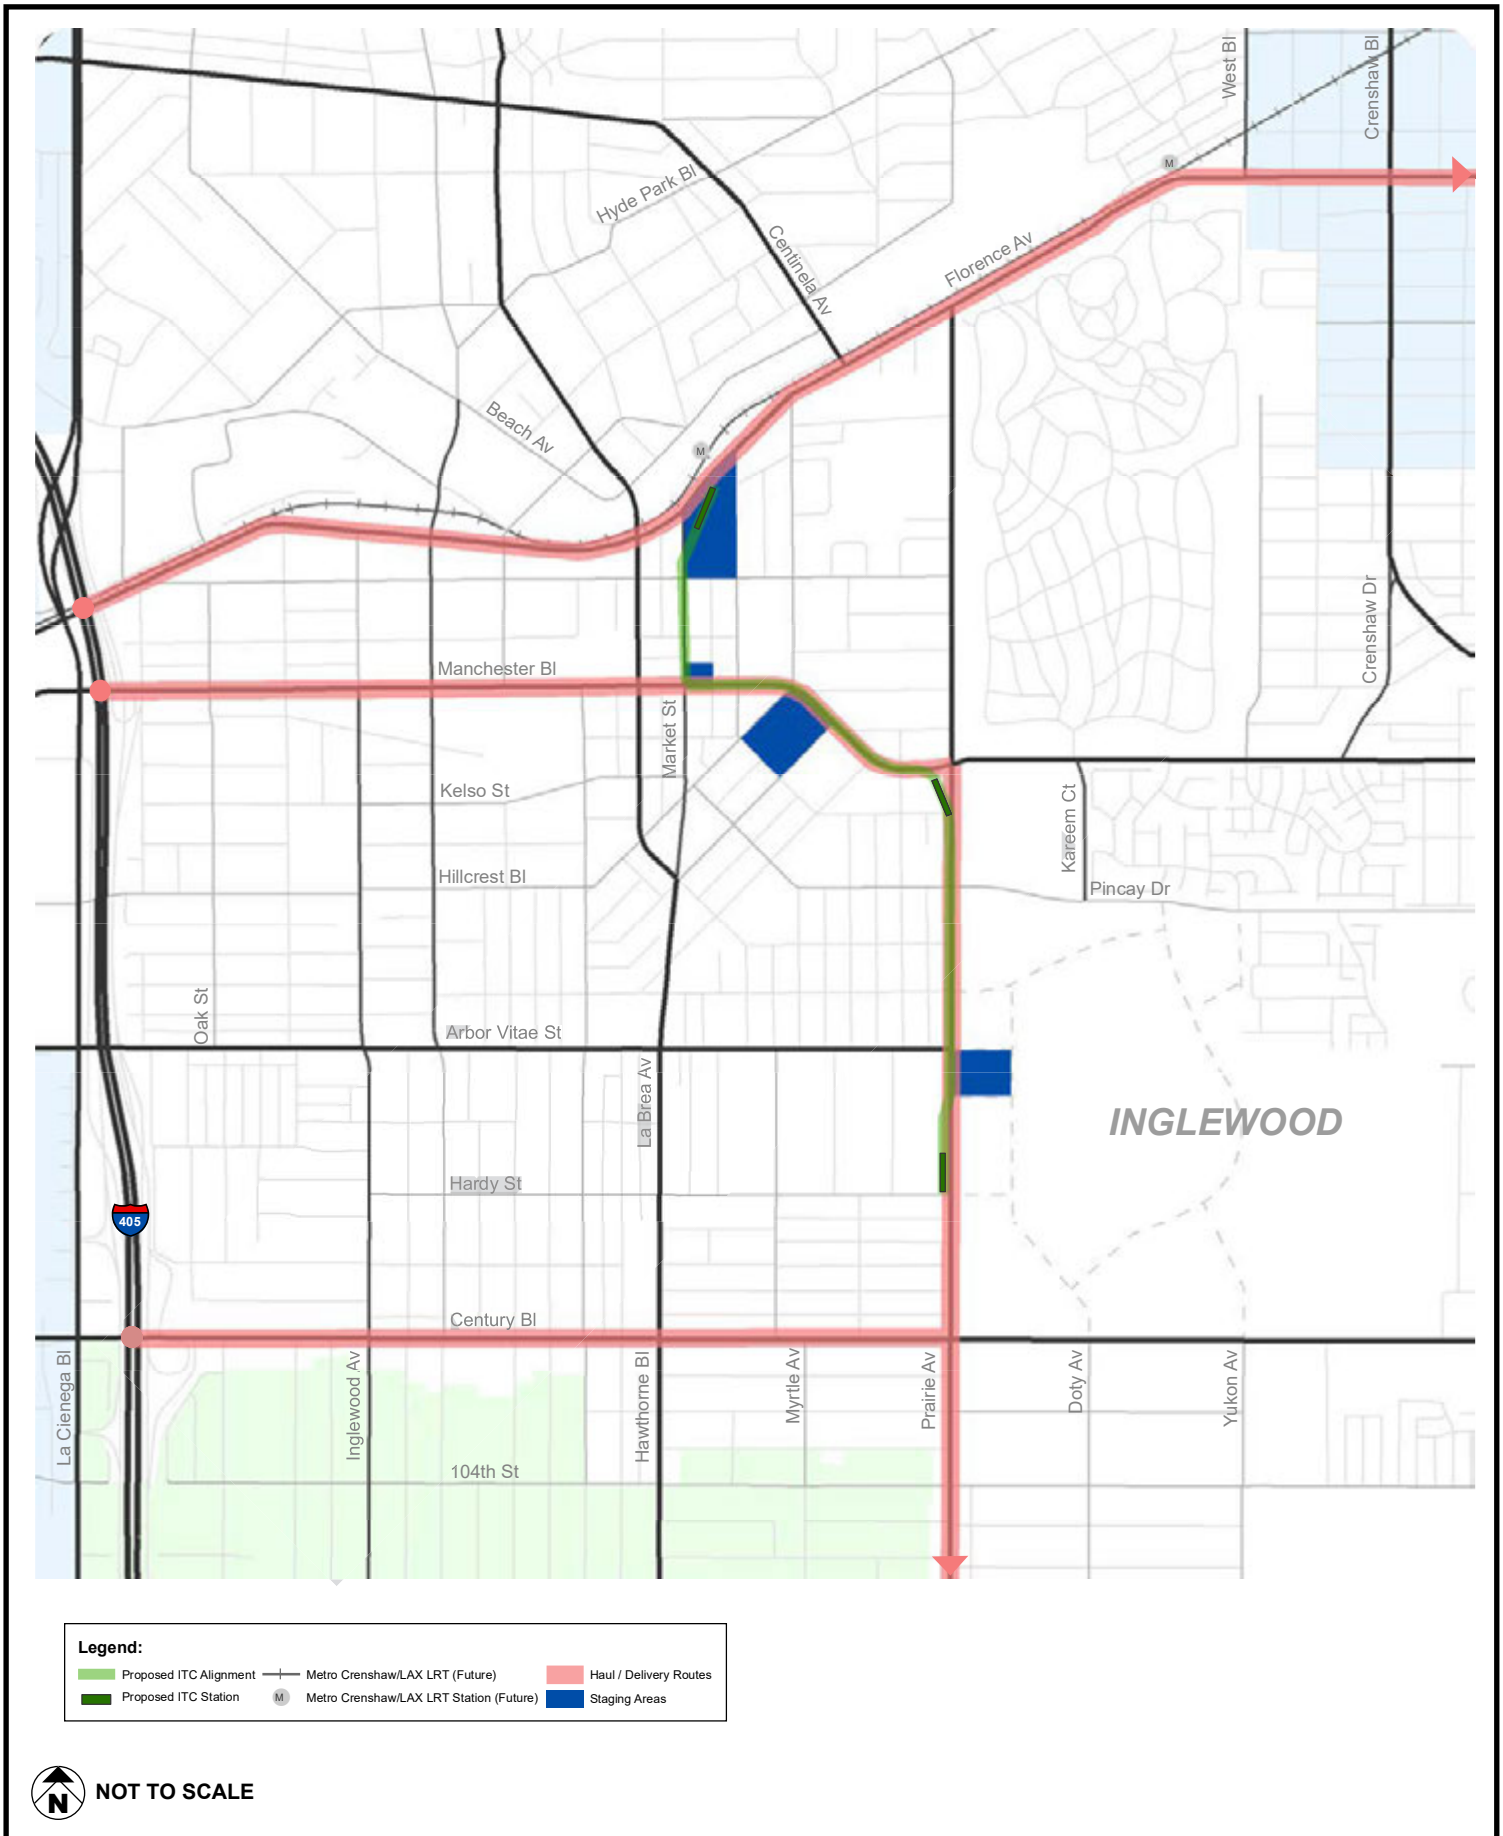 West Bl
Crenshaw Bl
M
Hyde Park Bl
Centinela Av
Florence Av
Beach Av
M
Crenshaw Dr
Manchester Bl
Market St
Kelso St
Kareem Ct
Hillcrest Bl
Pincay Dr
Oak St
Arbor Vitae St
La Brea Av
INGLEWOOD
Hardy St
405
Century Bl
La Cienega Bl
Inglewood Av
Hawthorne Bl
Myrtle Av
Prairie Av
Doty Av
Yukon Av
104th St
Legend:
Proposed ITC Alignment
Metro Crenshaw/LAX LRT (Future)
Haul / Delivery Routes
Proposed ITC Station
M
Metro Crenshaw/LAX LRT Station (Future)
Staging Areas
N
NOT TO SCALE